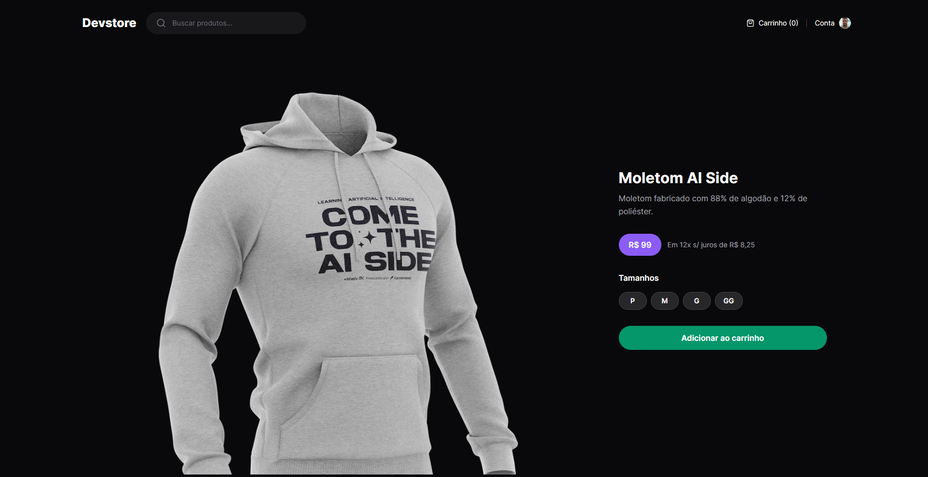 Devstore
Buscar produtos...
Carrinho (0)
Conta
LEARNING ARTIFICIAL INTELLIGENCE
COME
TO THE
AI SIDE
Moletom AI Side
Moletom fabricado com 88% de algodão e 12% de
poliéster.
R$ 99
Em 12x s/ juros de R$ 8,25
Tamanhos
P
M
G
GG
Adicionar ao carrinho